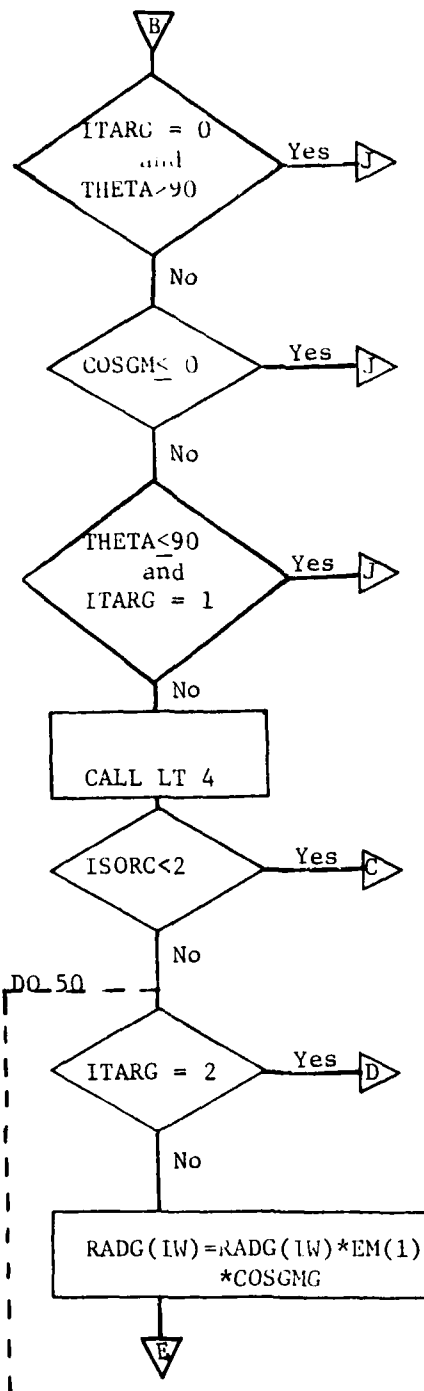 B
ITARG = 0
and
THETA>90
Yes
J
No
COSGM≤ 0
Yes
J
No
THETA≤90
and
ITARG = 1
Yes
J
No
CALL LT 4
ISORC<2
Yes
C
No
DO 50
ITARG = 2
Yes
D
No
RADG(IW)=RADG(IW)*EM(1)
*COSGMG
E